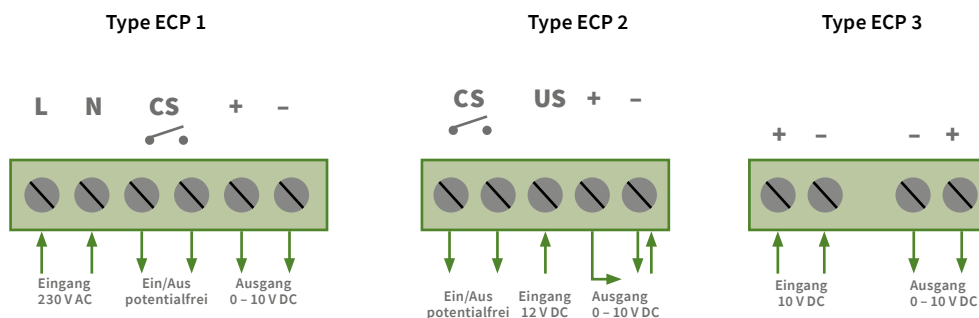 Type ECP 1
L N CS + –
Eingang
230 V AC
Ein/Aus
potentialfrei
Ausgang
0 – 10 V DC
Type ECP 2
CS US + –
Ein/Aus
potentialfrei
Eingang
12 V DC
Ausgang
0 – 10 V DC
Type ECP 3
+ – – +
Eingang
10 V DC
Ausgang
0 – 10 V DC